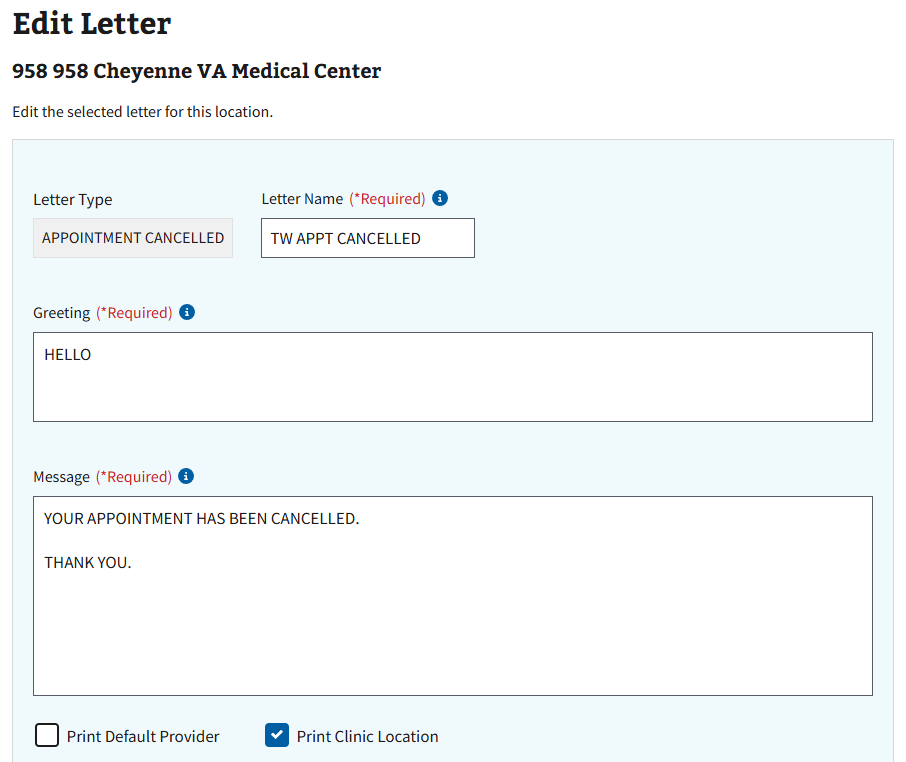 Edit Letter
958 958 Cheyenne VA Medical Center
Edit the selected letter for this location.
Letter Type
Letter Name (*Required)
APPOINTMENT CANCELLED
TW APPT CANCELLED
Greeting (*Required)
HELLO
Message (*Required)
YOUR APPOINTMENT HAS BEEN CANCELLED.
THANK YOU.
Print Default Provider
Print Clinic Location